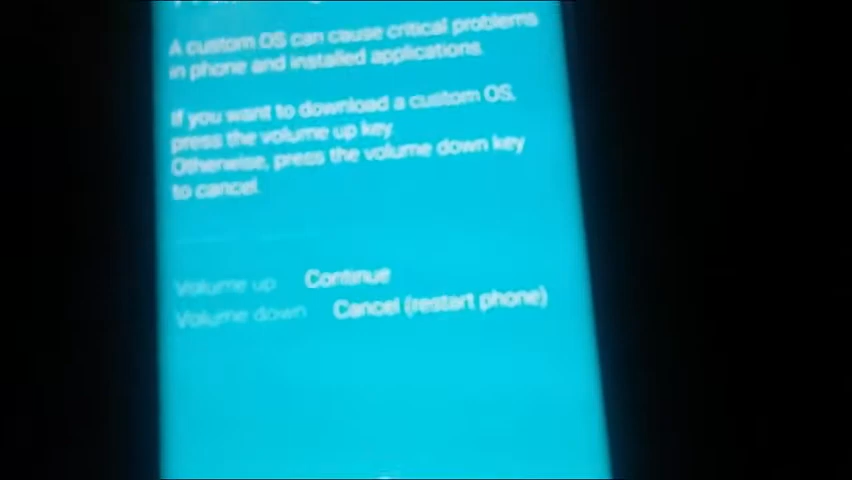 A custom OS can cause critical problems
in phone and installed applications.
If you want to download a custom OS,
press the volume up key.
Otherwise, press the volume down key
to cancel.
Volume up Continue
Volume down Cancel (restart phone)